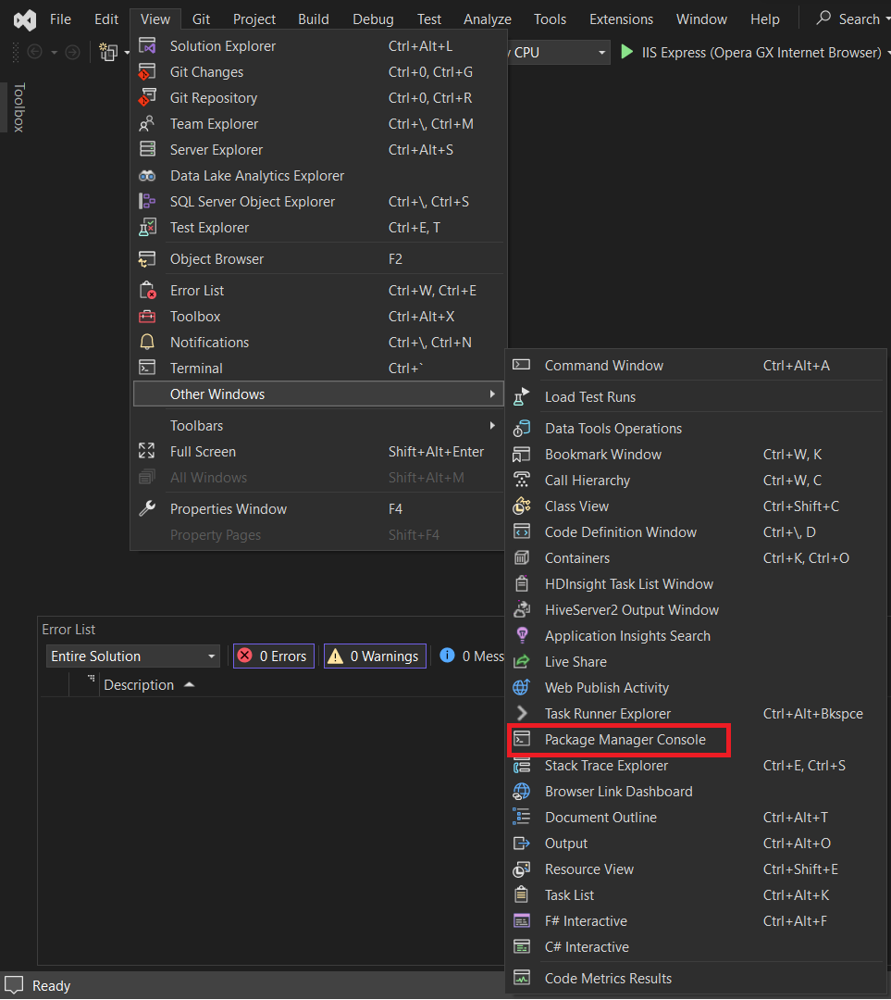 File Edit View Git Project Build Debug Test Analyze Tools Extensions Window Help Search
y CPU IIS Express (Opera GX Internet Browser)
Toolbox
Solution Explorer Ctrl+Alt+L
Git Changes Ctrl+0, Ctrl+G
Git Repository Ctrl+0, Ctrl+R
Team Explorer Ctrl+\, Ctrl+M
Server Explorer Ctrl+Alt+S
Data Lake Analytics Explorer
SQL Server Object Explorer Ctrl+\, Ctrl+S
Test Explorer Ctrl+E, T
Object Browser F2
Error List Ctrl+W, Ctrl+E
Toolbox Ctrl+Alt+X
Notifications Ctrl+\, Ctrl+N
Terminal Ctrl+`
Other Windows
Toolbars
Full Screen Shift+Alt+Enter
All Windows Shift+Alt+M
Properties Window F4
Property Pages Shift+F4
Command Window Ctrl+Alt+A
Load Test Runs
Data Tools Operations
Bookmark Window Ctrl+W, K
Call Hierarchy Ctrl+W, C
Class View Ctrl+Shift+C
Code Definition Window Ctrl+\, D
Containers Ctrl+K, Ctrl+O
HDInsight Task List Window
HiveServer2 Output Window
Application Insights Search
Live Share
Web Publish Activity
Task Runner Explorer Ctrl+Alt+Bkspce
Package Manager Console
Stack Trace Explorer Ctrl+E, Ctrl+S
Browser Link Dashboard
Document Outline Ctrl+Alt+T
Output Ctrl+Alt+O
Resource View Ctrl+Shift+E
Task List Ctrl+Alt+K
F# Interactive Ctrl+Alt+F
C# Interactive
Code Metrics Results
Error List
Entire Solution 0 Errors 0 Warnings 0 Mess
Description
Ready